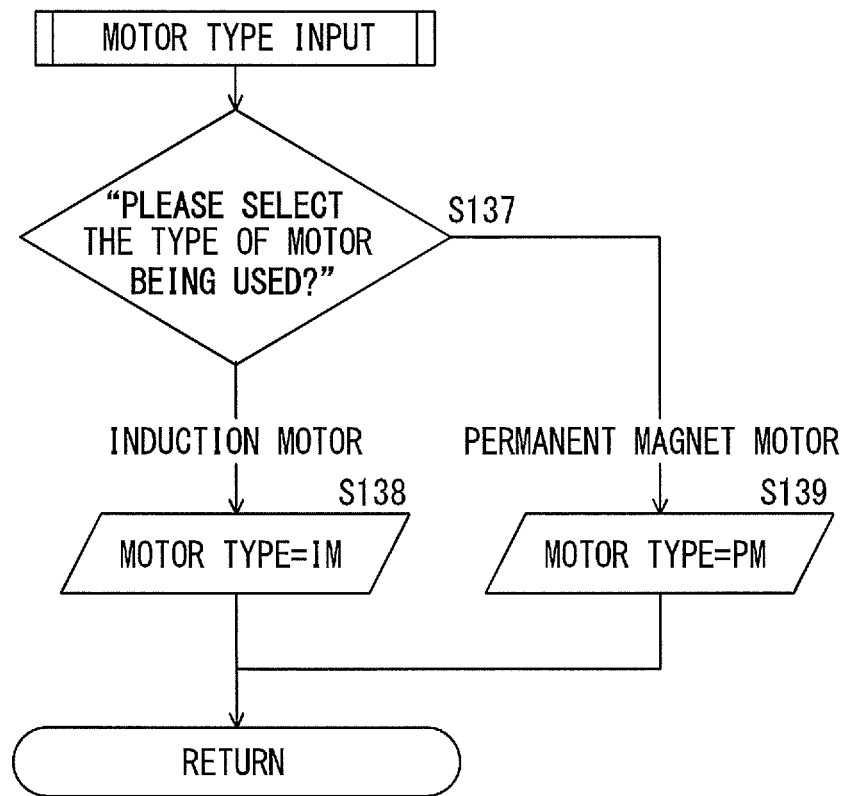 MOTOR TYPE INPUT
“PLEASE SELECT
THE TYPE OF MOTOR
BEING USED?”
S137
INDUCTION MOTOR
PERMANENT MAGNET MOTOR
S138
S139
MOTOR TYPE=IM
MOTOR TYPE=PM
RETURN